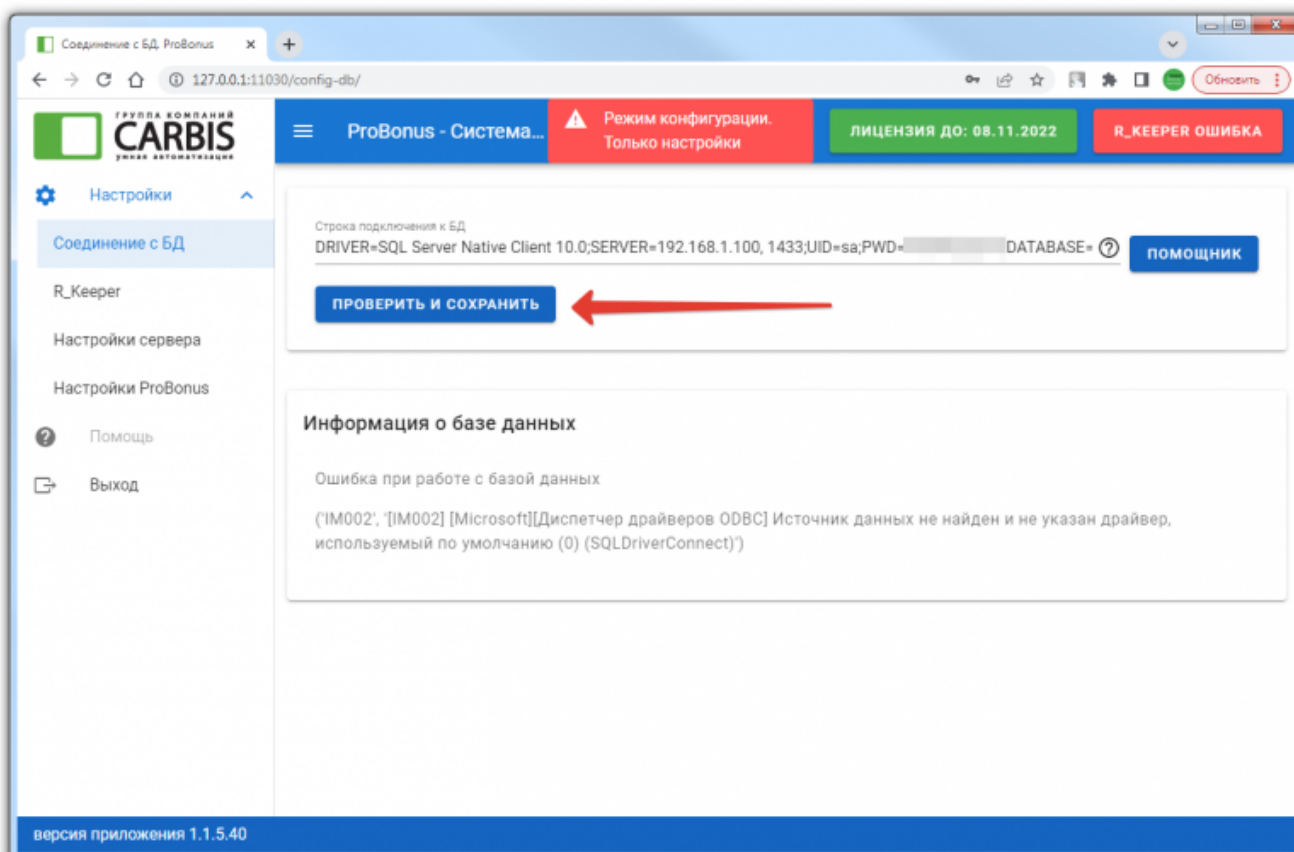 Соединение с БД. ProBonus
127.0.0.1:11030/config-db/
Обновить
ГРУППА КОМПАНИЙ
CARBIS
умная автоматизация
ProBonus - Система...
Режим конфигурации.
Только настройки
ЛИЦЕНЗИЯ ДО: 08.11.2022
R_KEEPER ОШИБКА
Настройки
Соединение с БД
R_Keeper
Настройки сервера
Настройки ProBonus
Помощь
Выход
Строка подключения к БД
DRIVER=SQL Server Native Client 10.0;SERVER=192.168.1.100, 1433;UID=sa;PWD= DATABASE=
ПОМОЩНИК
ПРОВЕРИТЬ И СОХРАНИТЬ
Информация о базе данных
Ошибка при работе с базой данных
('IM002', '[IM002] [Microsoft][Диспетчер драйверов ODBC] Источник данных не найден и не указан драйвер,
используемый по умолчанию (0) (SQLDriverConnect)')
версия приложения 1.1.5.40